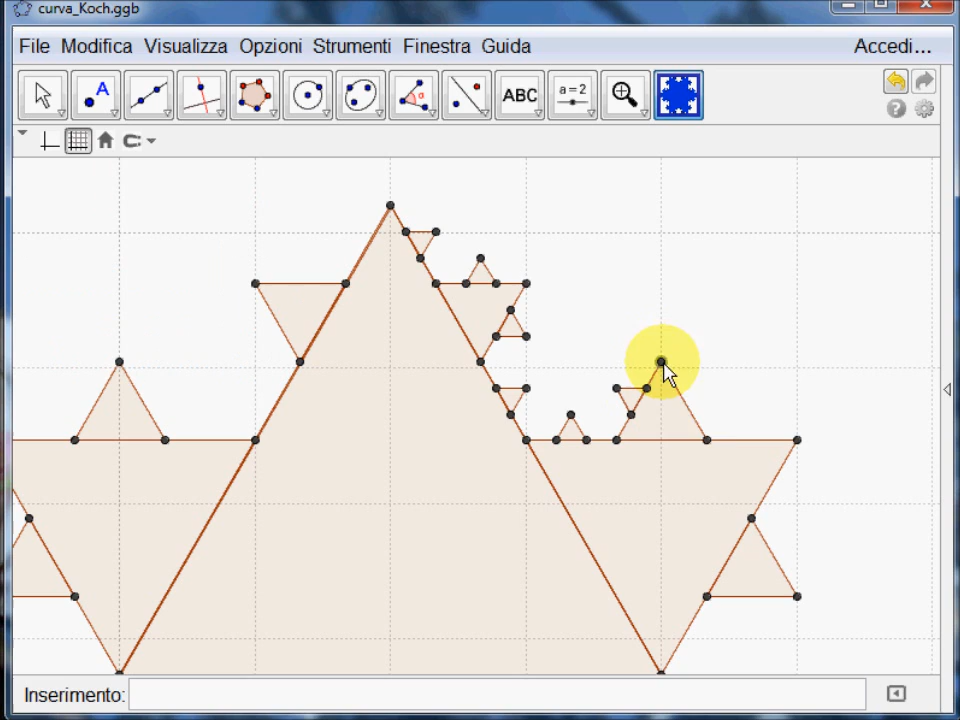 curva_Koch.ggb
File Modifica Visualizza Opzioni Strumenti Finestra Guida Accedi...
A α ABC a=2
Inserimento: